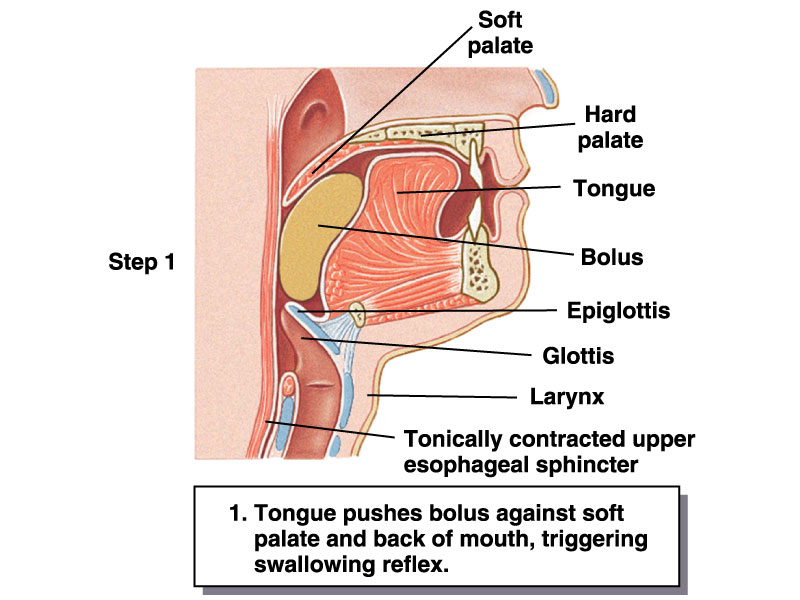 Soft
palate
Hard
palate
Tongue
Step 1
Bolus
Epiglottis
Glottis
Larynx
Tonically contracted upper
esophageal sphincter
1. Tongue pushes bolus against soft
palate and back of mouth, triggering
swallowing reflex.